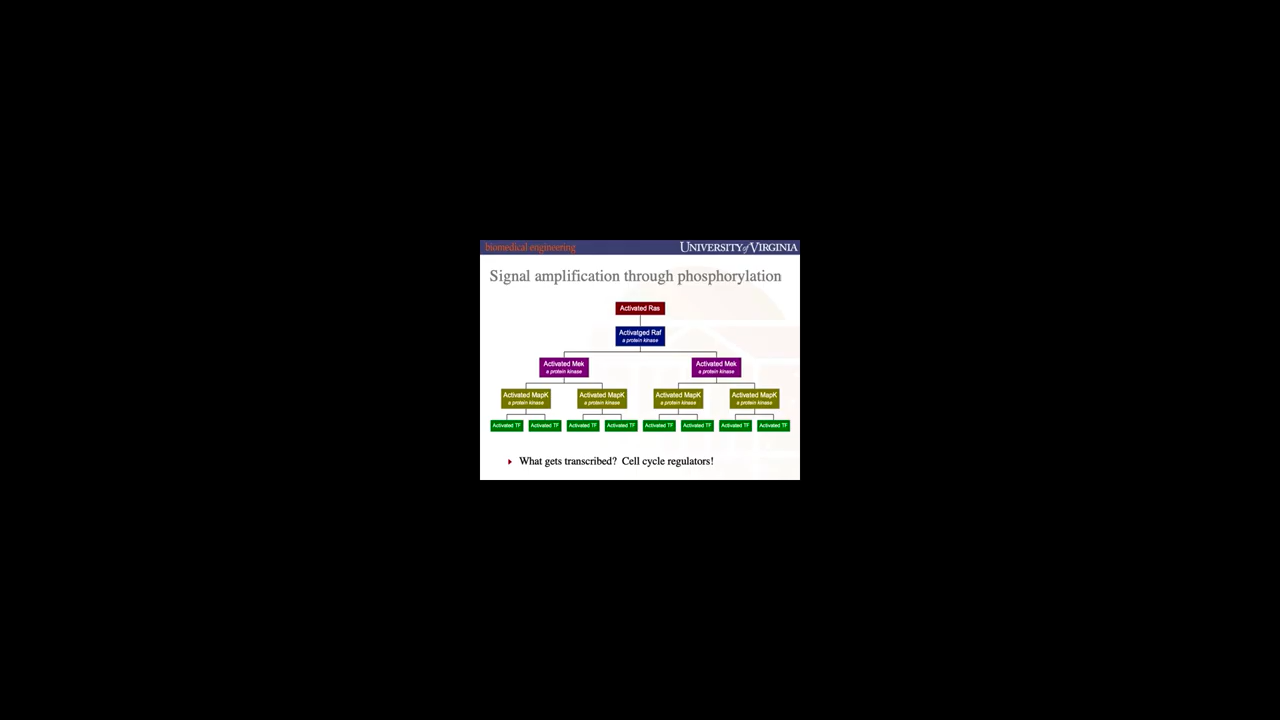 biomedical engineering UNIVERSITY of VIRGINIA
Signal amplification through phosphorylation
Activated Ras
Activatged Raf
a protein kinase
Activated Mek Activated Mek
a protein kinase a protein kinase
Activated MapK Activated MapK Activated MapK Activated MapK
a protein kinase a protein kinase a protein kinase a protein kinase
Activated TF Activated TF Activated TF Activated TF Activated TF Activated TF Activated TF Activated TF
What gets transcribed? Cell cycle regulators!